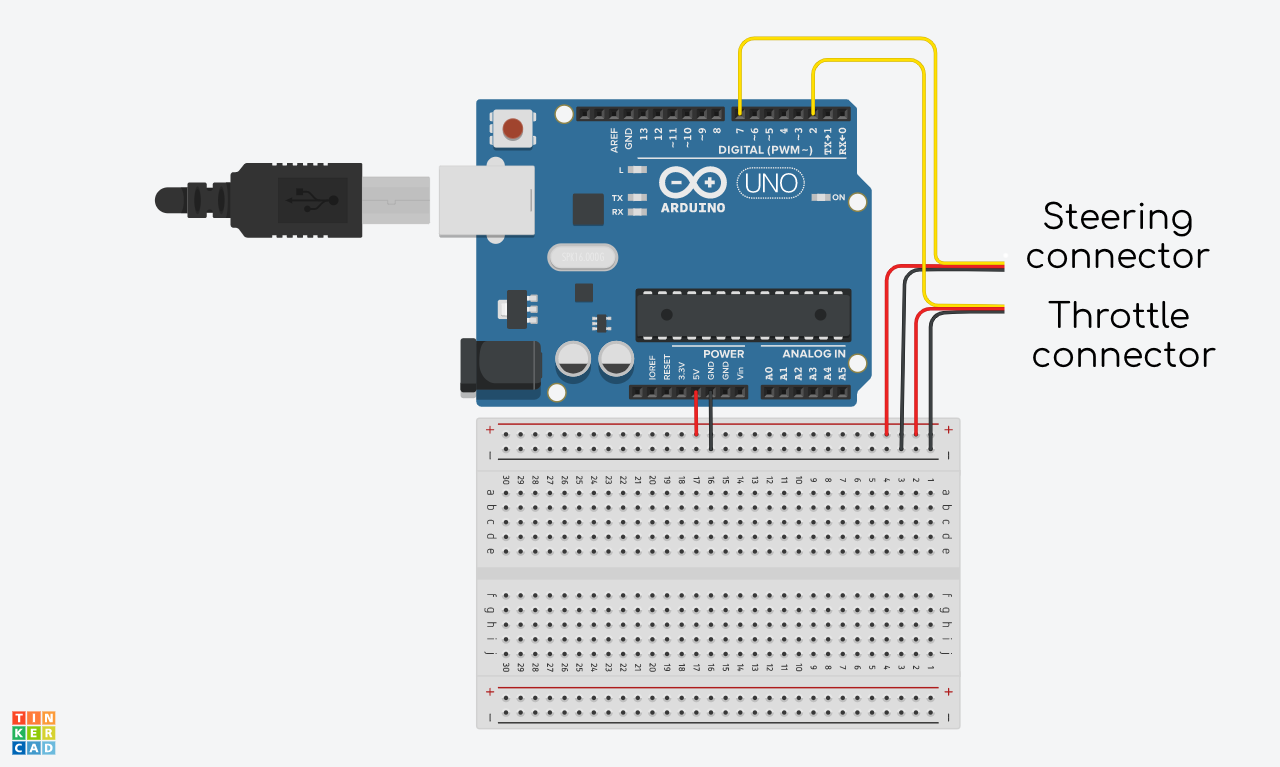 AREF
GND
13
12
~11
~10
~9
8
7
~6
~5
4
~3
2
TX→1
RX←0
DIGITAL (PWM~)
L
TX
RX
ARDUINO
UNO
ON
Steering
connector
Throttle
connector
POWER
ANALOG IN
IOREF
RESET
3.3V
5V
GND
GND
Vin
A0
A1
A2
A3
A4
A5
+ +
- -
30 29 28 27 26 25 24 23 22 21 20 19 18 17 16 15 14 13 12 11 10 9 8 7 6 5 4 3 2 1
a a
b b
c c
d d
e e
f f
g g
h h
i i
j j
30 29 28 27 26 25 24 23 22 21 20 19 18 17 16 15 14 13 12 11 10 9 8 7 6 5 4 3 2 1
+ +
- -
TIN
KER
CAD